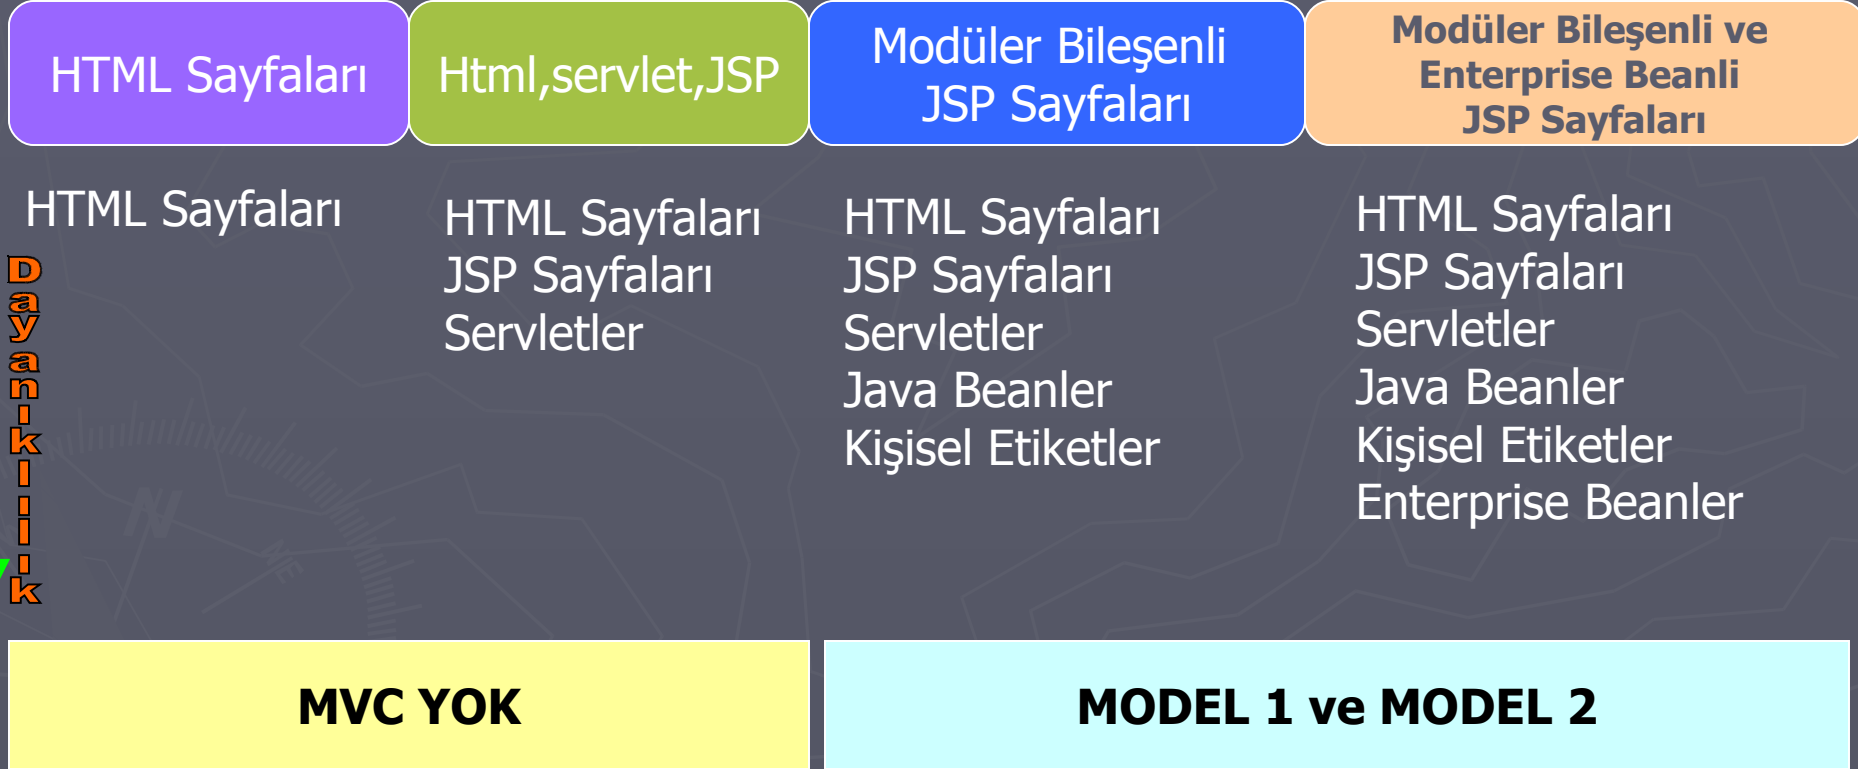 HTML Sayfaları
Html,servlet,JSP
Modüler Bileşenli
JSP Sayfaları
Modüler Bileşenli ve
Enterprise Beanli
JSP Sayfaları
HTML Sayfaları
HTML Sayfaları
JSP Sayfaları
Servletler
HTML Sayfaları
JSP Sayfaları
Servletler
Java Beanler
Kişisel Etiketler
HTML Sayfaları
JSP Sayfaları
Servletler
Java Beanler
Kişisel Etiketler
Enterprise Beanler
Dayanıklılık
N
NE
MVC YOK
MODEL 1 ve MODEL 2